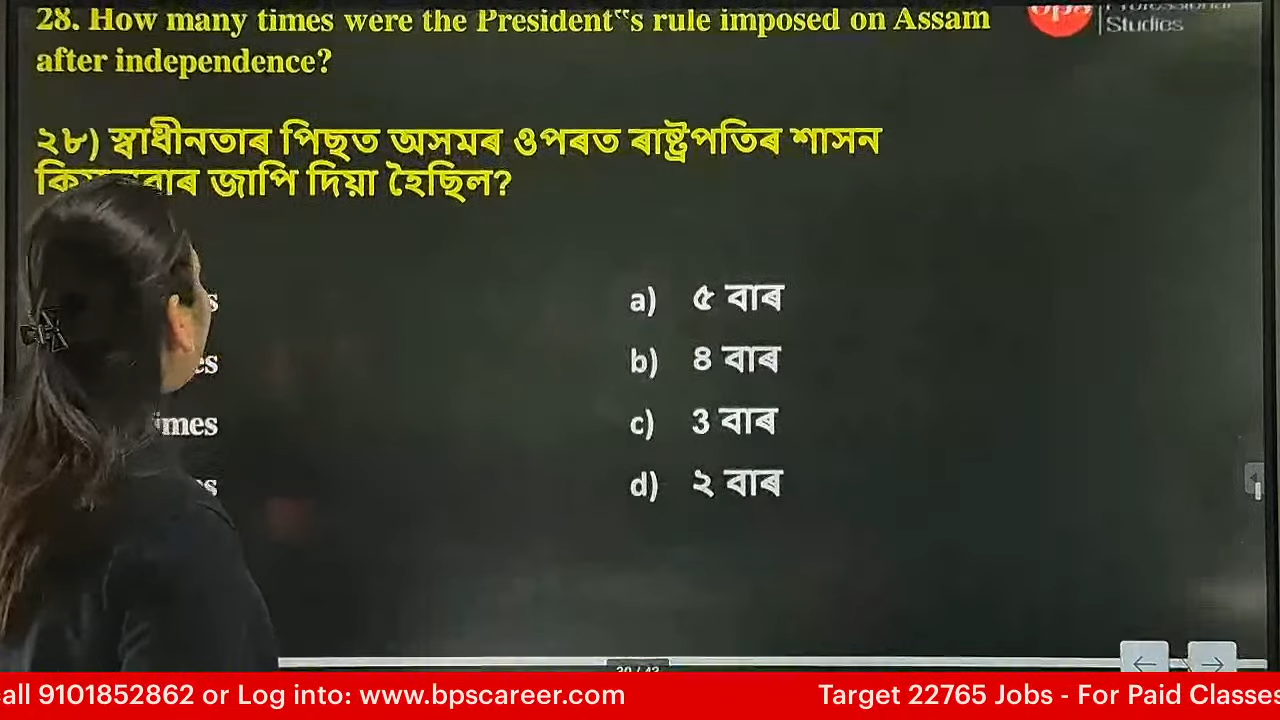 28. How many times were the President‟s rule imposed on Assam
after independence?
Studies
২৮) স্বাধীনতাৰ পিছত অসমৰ ওপৰত ৰাষ্ট্ৰপতিৰ শাসন
জাপি দিয়া হৈছিল?
a) ৫ বাৰ
b) ৪ বাৰ
c) 3 বাৰ
d) ২ বাৰ
30 / 43
all 9101852862 or Log into: www.bpscareer.com
Target 22765 Jobs - For Paid Classes